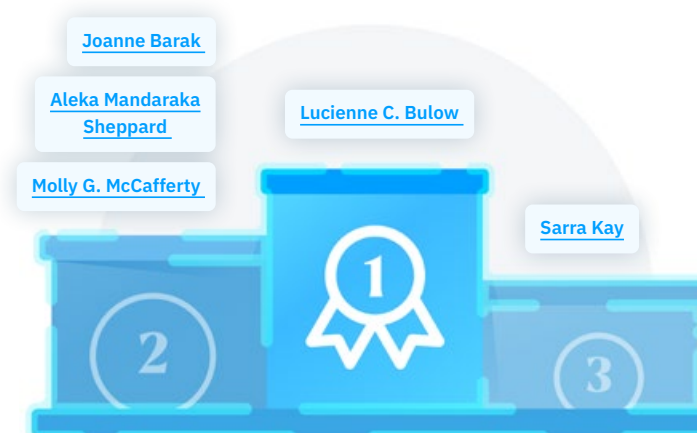 Joanne Barak
Aleka Mandaraka
Sheppard
Molly G. McCafferty
Lucienne C. Bulow
Sarra Kay
1
2
3